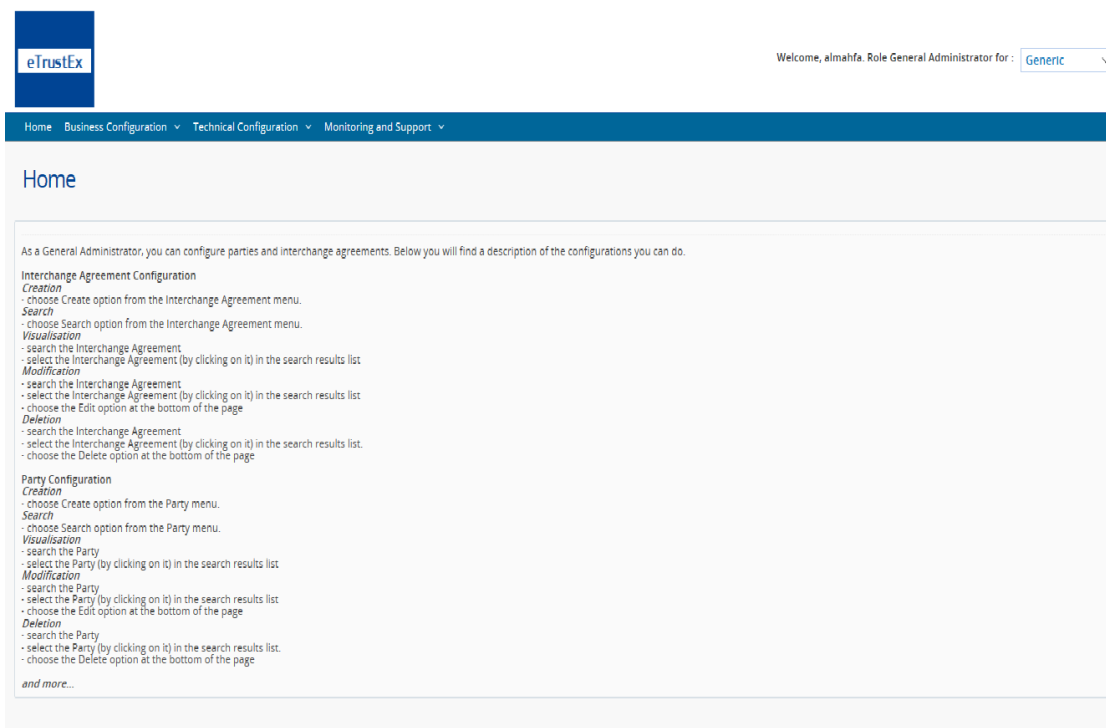 eTrustEx
Welcome, almahfa. Role General Administrator for : Generic
Home Business Configuration Technical Configuration Monitoring and Support
Home
As a General Administrator, you can configure parties and interchange agreements. Below you will find a description of the configurations you can do.
Interchange Agreement Configuration
Creation
- choose Create option from the Interchange Agreement menu.
Search
- choose Search option from the Interchange Agreement menu.
Visualisation
- search the Interchange Agreement
- select the Interchange Agreement (by clicking on it) in the search results list
Modification
- search the Interchange Agreement
- select the Interchange Agreement (by clicking on it) in the search results list
- choose the Edit option at the bottom of the page
Deletion
- search the Interchange Agreement
- select the Interchange Agreement (by clicking on it) in the search results list.
- choose the Delete option at the bottom of the page
Party Configuration
Creation
- choose Create option from the Party menu.
Search
- choose Search option from the Party menu.
Visualisation
- search the Party
- select the Party (by clicking on it) in the search results list
Modification
- search the Party
- select the Party (by clicking on it) in the search results list
- choose the Edit option at the bottom of the page
Deletion
- search the Party
- select the Party (by clicking on it) in the search results list.
- choose the Delete option at the bottom of the page
and more...